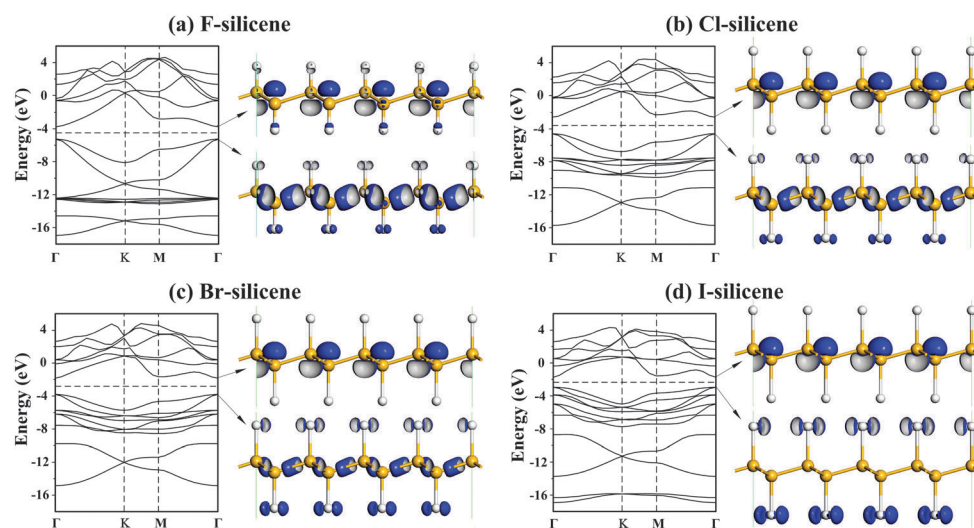 (a) F-silicene
Energy (eV)
4
0
-4
-8
-12
-16
Γ K M Γ
(b) Cl-silicene
Energy (eV)
4
0
-4
-8
-12
-16
Γ K M Γ
(c) Br-silicene
Energy (eV)
4
0
-4
-8
-12
-16
Γ K M Γ
(d) I-silicene
Energy (eV)
4
0
-4
-8
-12
-16
Γ K M Γ